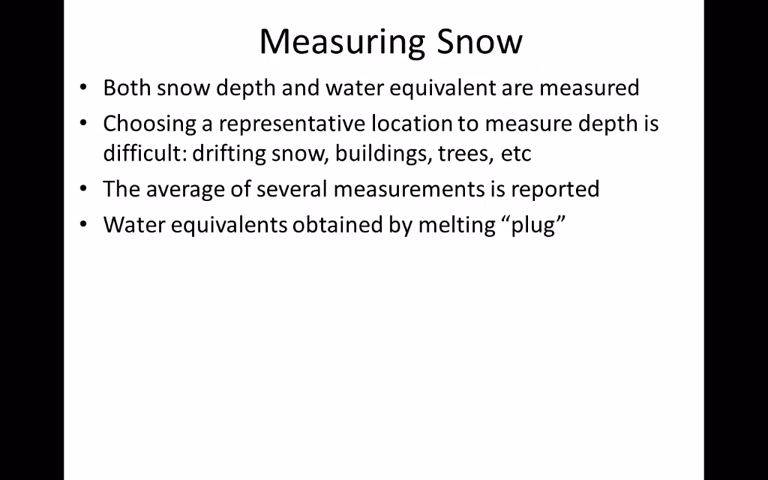 Measuring Snow
• Both snow depth and water equivalent are measured
• Choosing a representative location to measure depth is
difficult: drifting snow, buildings, trees, etc
• The average of several measurements is reported
• Water equivalents obtained by melting “plug”